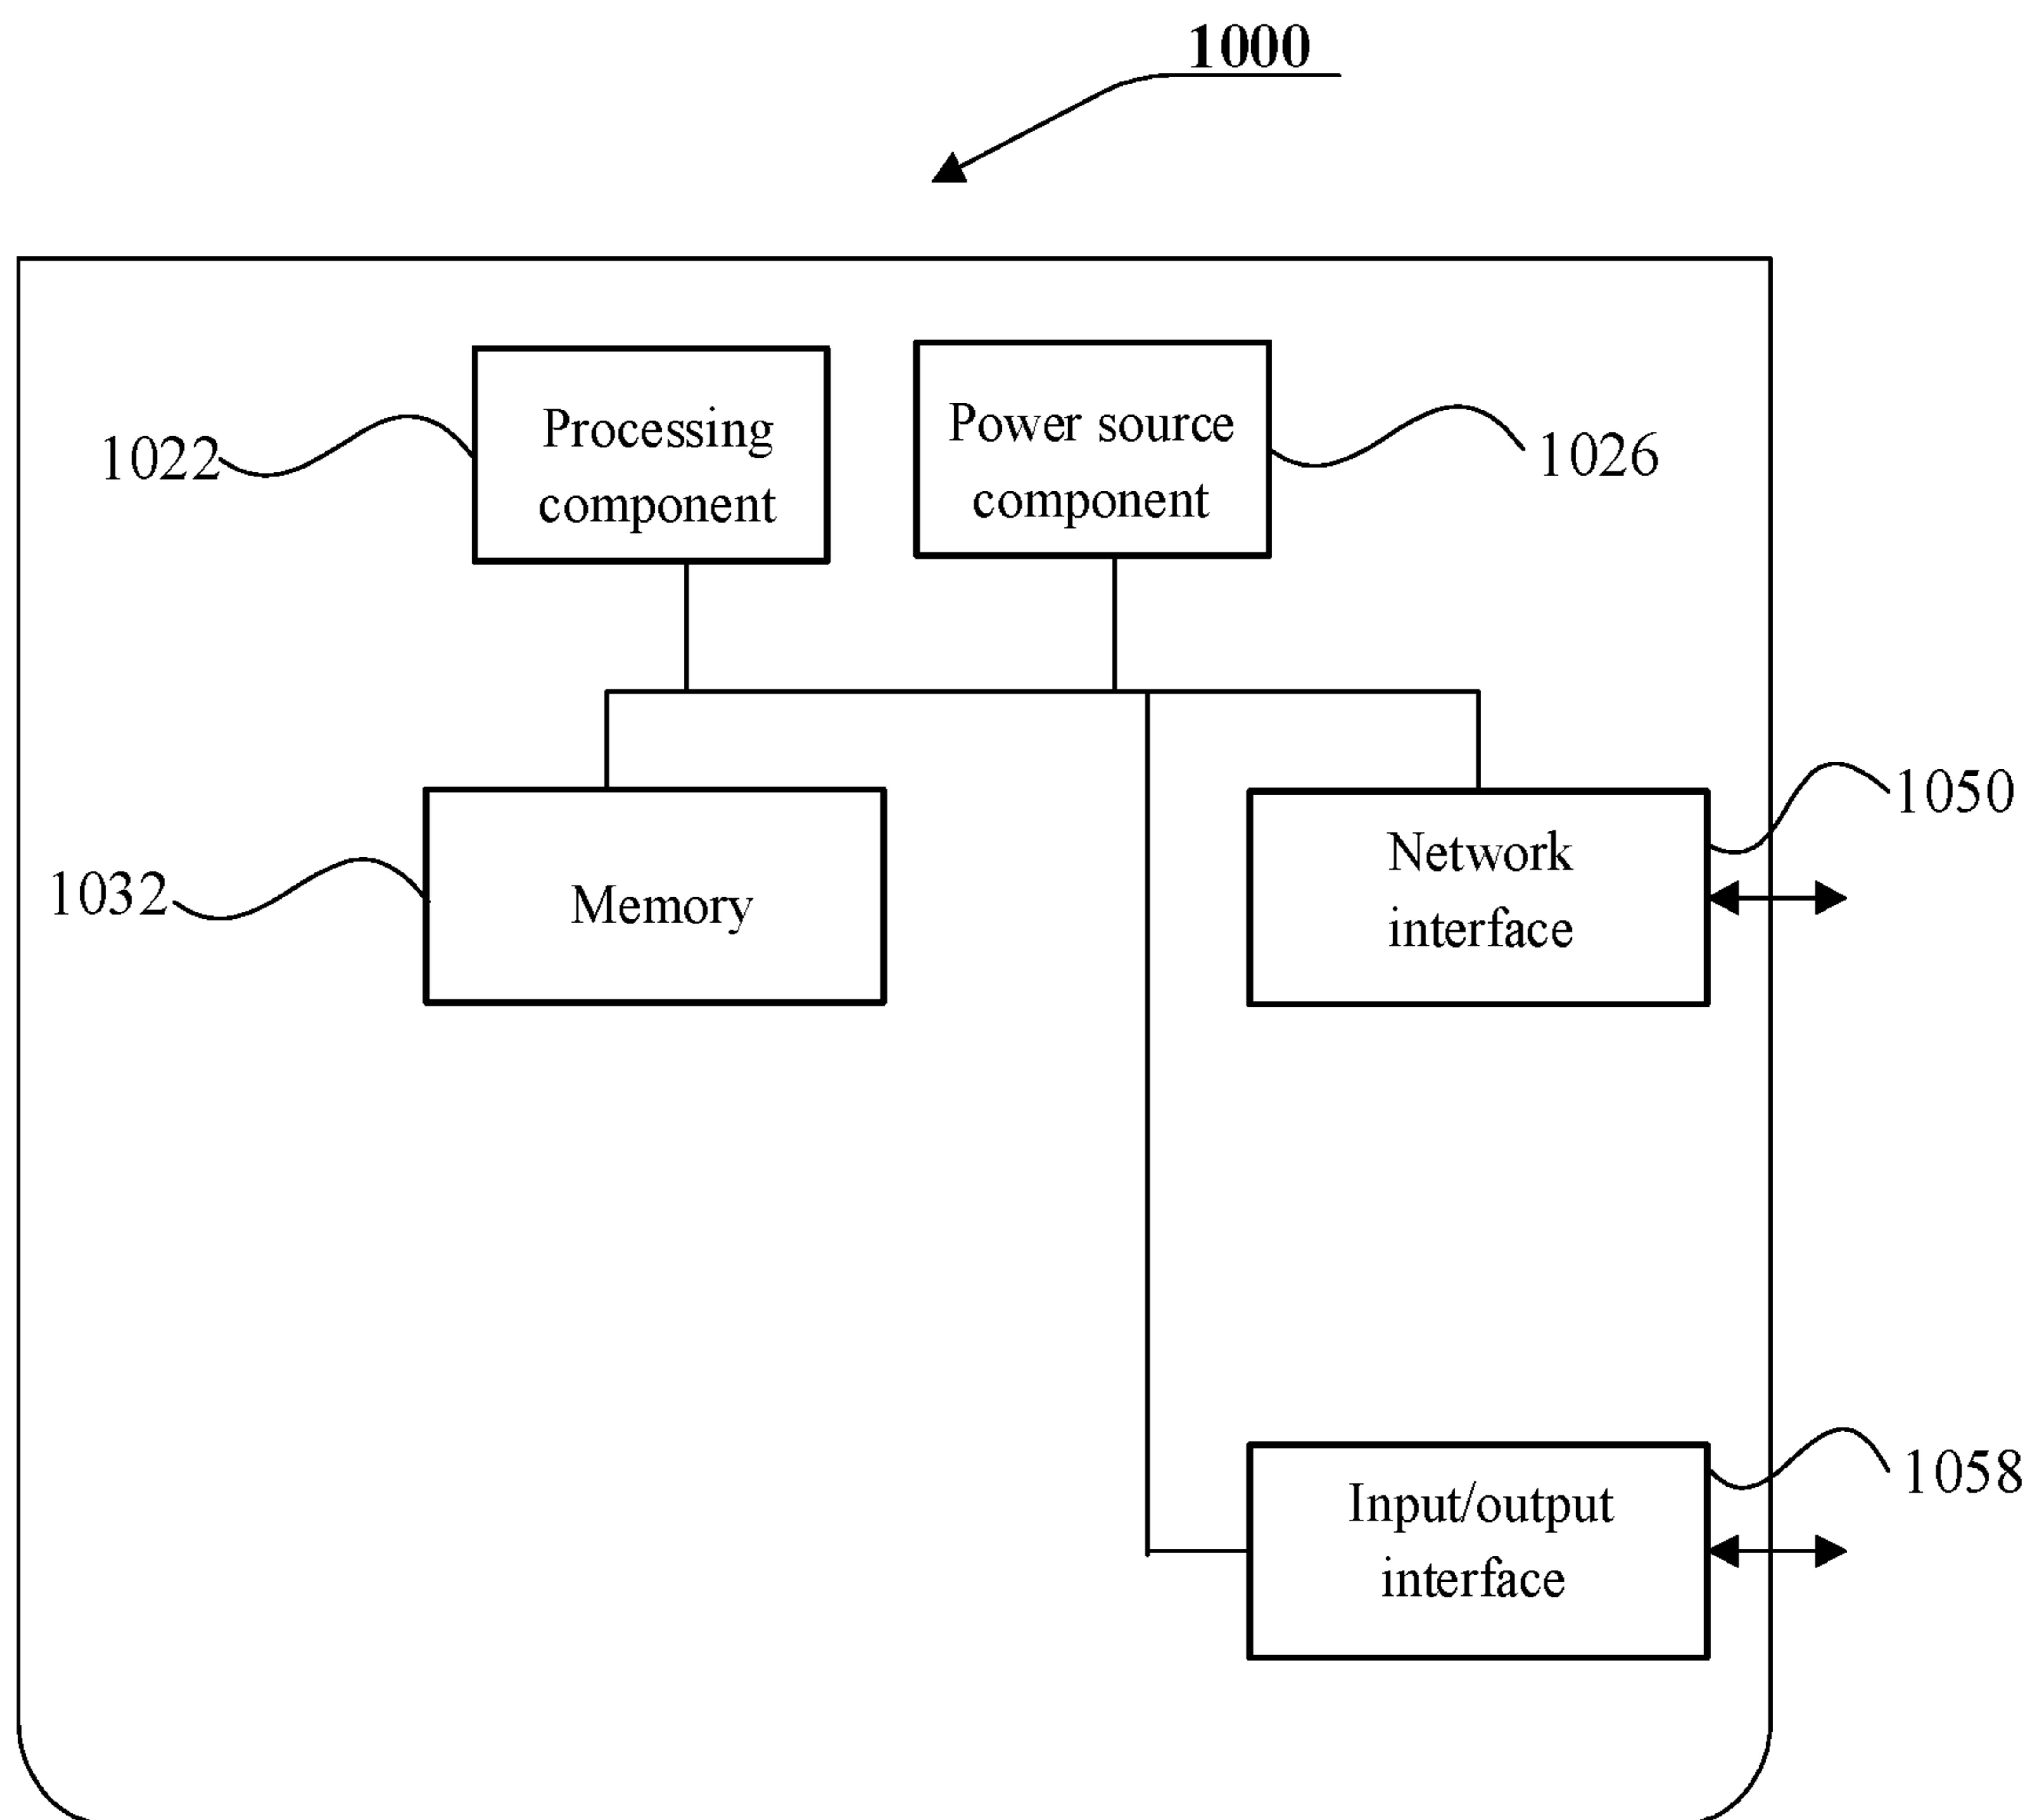 1000
Processing
component
Power source
component
1022
1026
1050
Network
interface
1032
Memory
1058
Input/output
interface